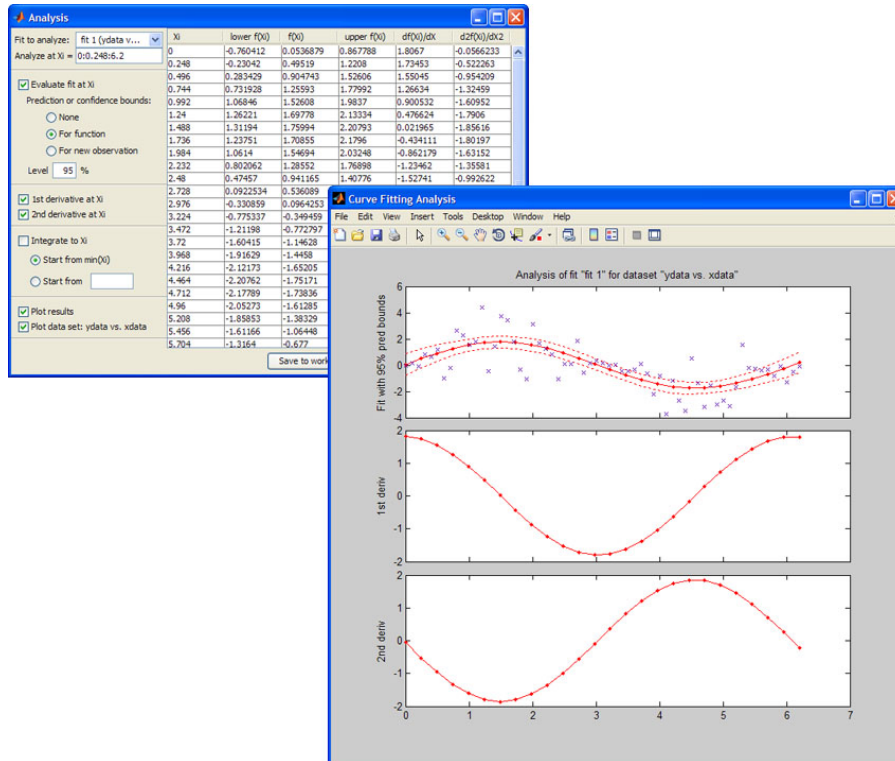 Analysis
Fit to analyze: fit 1 (ydata v...
Analyze at Xi = 0:0.248:6.2
Evaluate fit at Xi
Prediction or confidence bounds:
None
For function
For new observation
Level 95 %
1st derivative at Xi
2nd derivative at Xi
Integrate to Xi
Start from min(Xi)
Start from
Plot results
Plot data set: ydata vs. xdata
Xi lower f(Xi) f(Xi) upper f(Xi) df(Xi)/dX d2f(Xi)/dX2
0 -0.760412 0.0536879 0.867788 1.8067 -0.0566233
0.248 -0.23042 0.49519 1.2208 1.73453 -0.522263
0.496 0.283429 0.904743 1.52606 1.55045 -0.954209
0.744 0.731928 1.25593 1.77992 1.26634 -1.32459
0.992 1.06846 1.52608 1.9837 0.900532 -1.60952
1.24 1.26221 1.69778 2.13334 0.476624 -1.7906
1.488 1.31194 1.75994 2.20793 0.021965 -1.85616
1.736 1.23751 1.70855 2.1796 -0.434111 -1.80197
1.984 1.0614 1.54694 2.03248 -0.862179 -1.63152
2.232 0.802062 1.28552 1.76898 -1.23462 -1.35581
2.48 0.47457 0.941165 1.40776 -1.52741 -0.992622
2.728 0.0922534 0.536089
2.976 -0.330859 0.0964253
3.224 -0.775337 -0.349459
3.472 -1.21198 -0.772797
3.72 -1.60415 -1.14628
3.968 -1.91629 -1.4458
4.216 -2.12173 -1.65205
4.464 -2.20762 -1.75171
4.712 -2.17789 -1.73836
4.96 -2.05273 -1.61285
5.208 -1.85853 -1.38329
5.456 -1.61166 -1.06448
5.704 -1.3164 -0.677
Save to work
Curve Fitting Analysis
File Edit View Insert Tools Desktop Window Help
Analysis of fit "fit 1" for dataset "ydata vs. xdata"
Fit with 95% pred bounds
6
4
2
0
-2
-4
1st deriv
2
1
0
-1
-2
2nd deriv
2
1
0
-1
-2
0 1 2 3 4 5 6 7